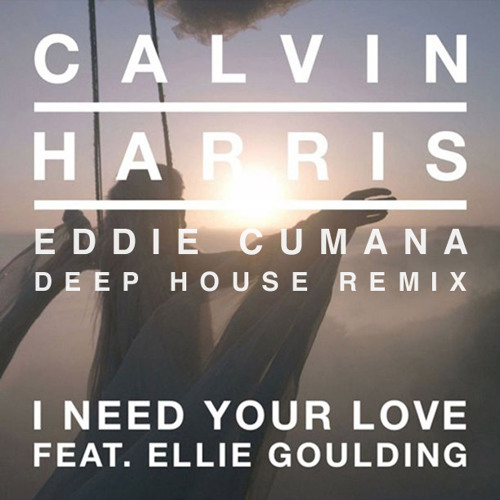 CALVIN
HARRIS
EDDIE CUMANA
DEEP HOUSE REMIX
I NEED YOUR LOVE
FEAT. ELLIE GOULDING